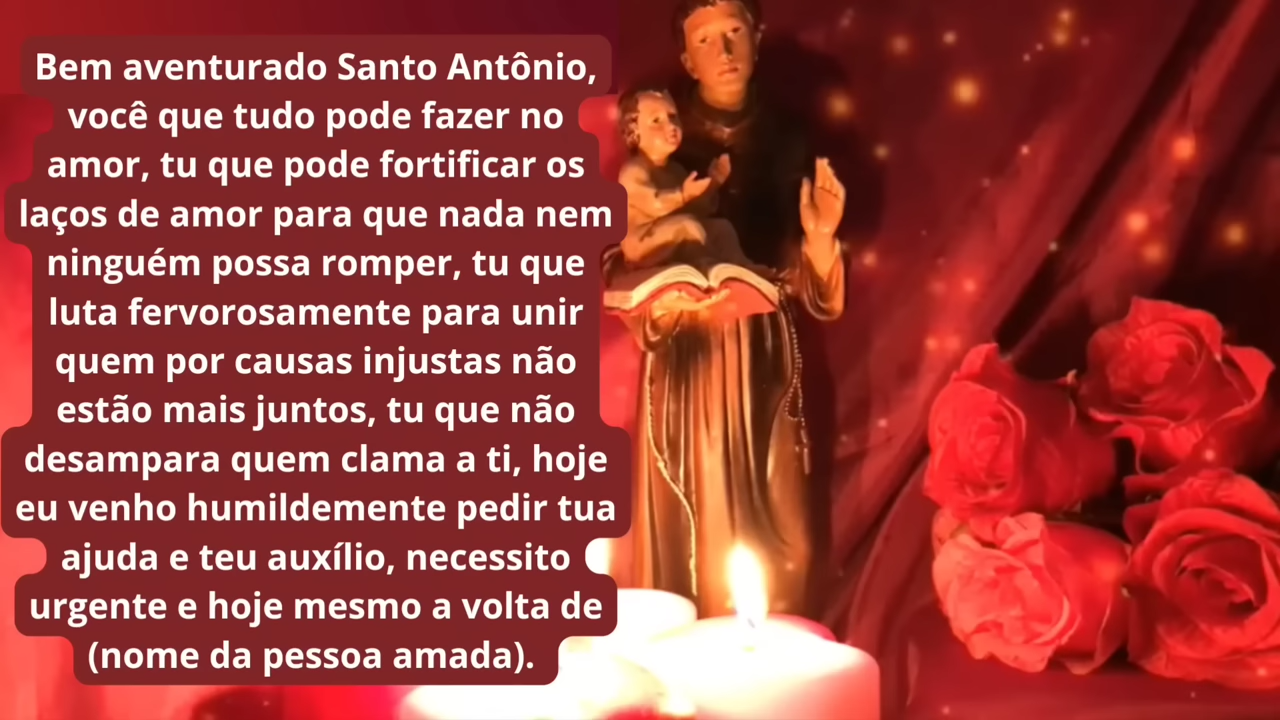 Bem aventurado Santo Antônio,
você que tudo pode fazer no
amor, tu que pode fortificar os
laços de amor para que nada nem
ninguém possa romper, tu que
luta fervorosamente para unir
quem por causas injustas não
estão mais juntos, tu que não
desampara quem clama a ti, hoje
eu venho humildemente pedir tua
ajuda e teu auxílio, necessito
urgente e hoje mesmo a volta de
(nome da pessoa amada).